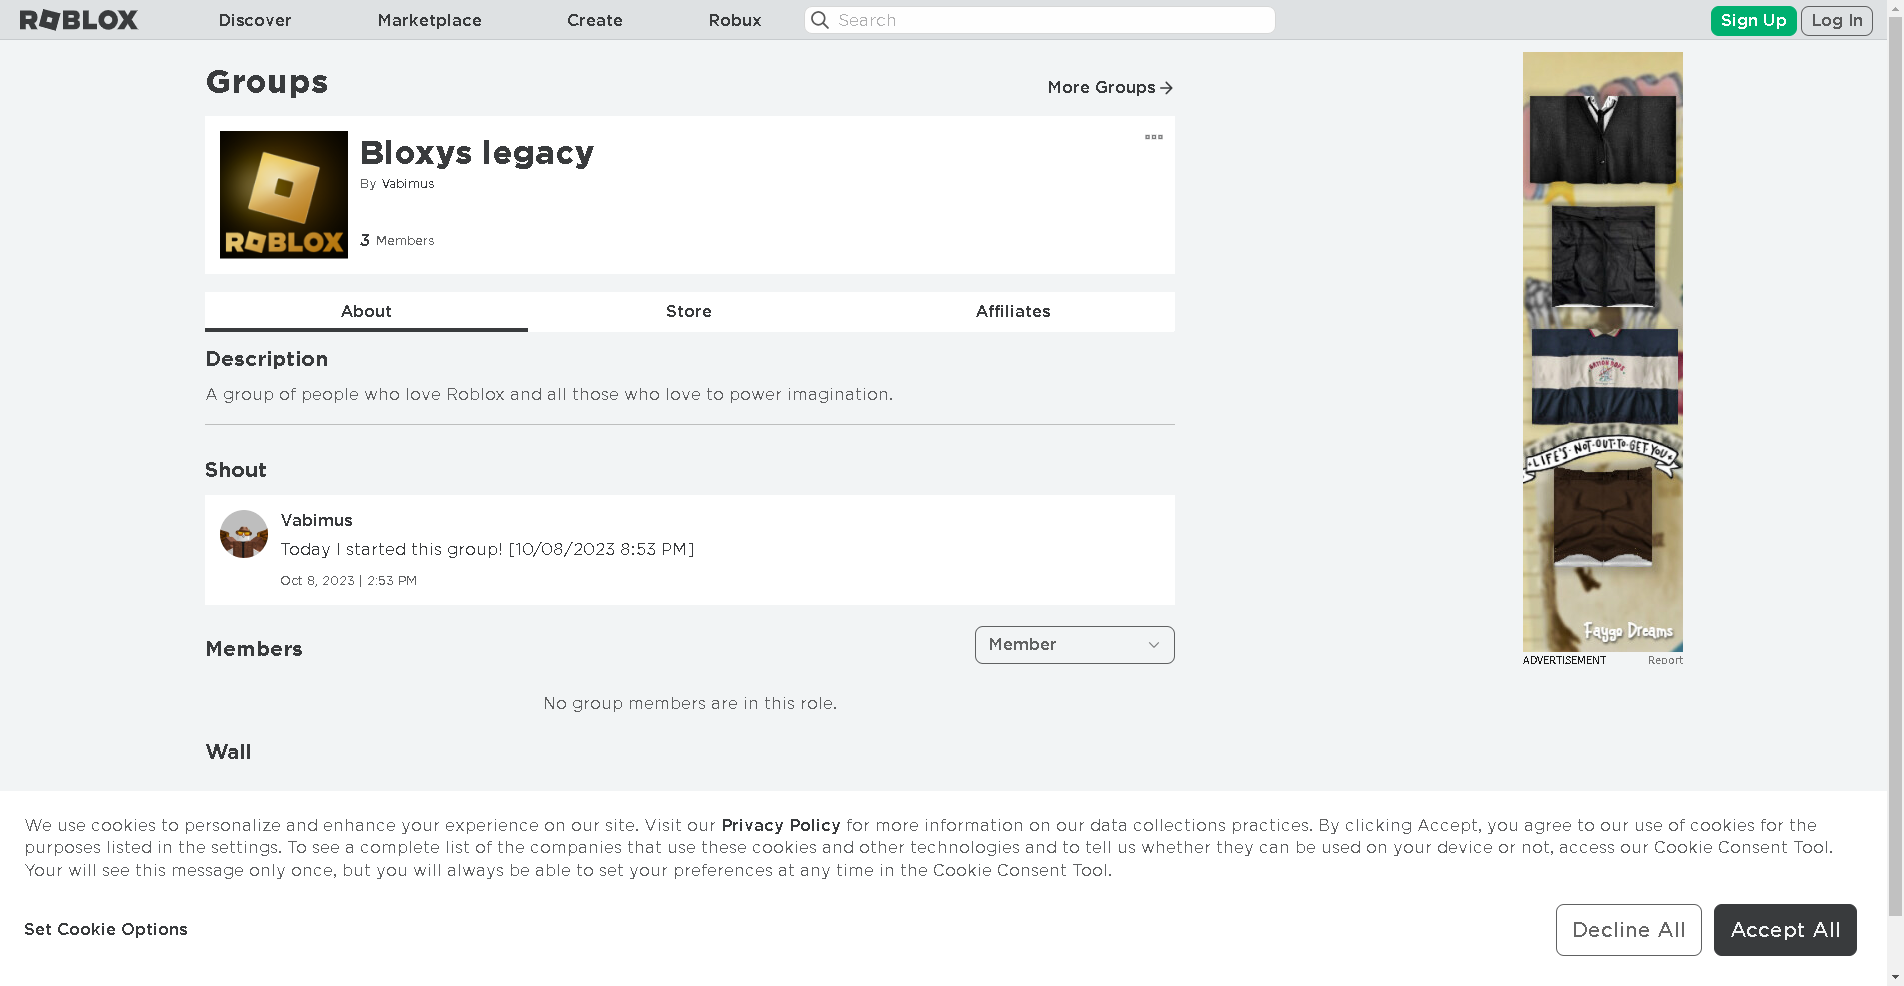 ROBLOX
Discover
Marketplace
Create
Robux
Search
Sign Up
Log In
Groups
More Groups
ROBLOX
Bloxys legacy
By Vabimus
3 Members
About
Store
Affiliates
Description
A group of people who love Roblox and all those who love to power imagination.
Shout
Vabimus
Today I started this group! [10/08/2023 8:53 PM]
Oct 8, 2023 | 2:53 PM
Members
Member
No group members are in this role.
Wall
LIFE'S·NOT·OUT·TO·GET·YOU
Faygo Dreams
ADVERTISEMENT
Report
We use cookies to personalize and enhance your experience on our site. Visit our Privacy Policy for more information on our data collections practices. By clicking Accept, you agree to our use of cookies for the
purposes listed in the settings. To see a complete list of the companies that use these cookies and other technologies and to tell us whether they can be used on your device or not, access our Cookie Consent Tool.
Your will see this message only once, but you will always be able to set your preferences at any time in the Cookie Consent Tool.
Set Cookie Options
Decline All
Accept All